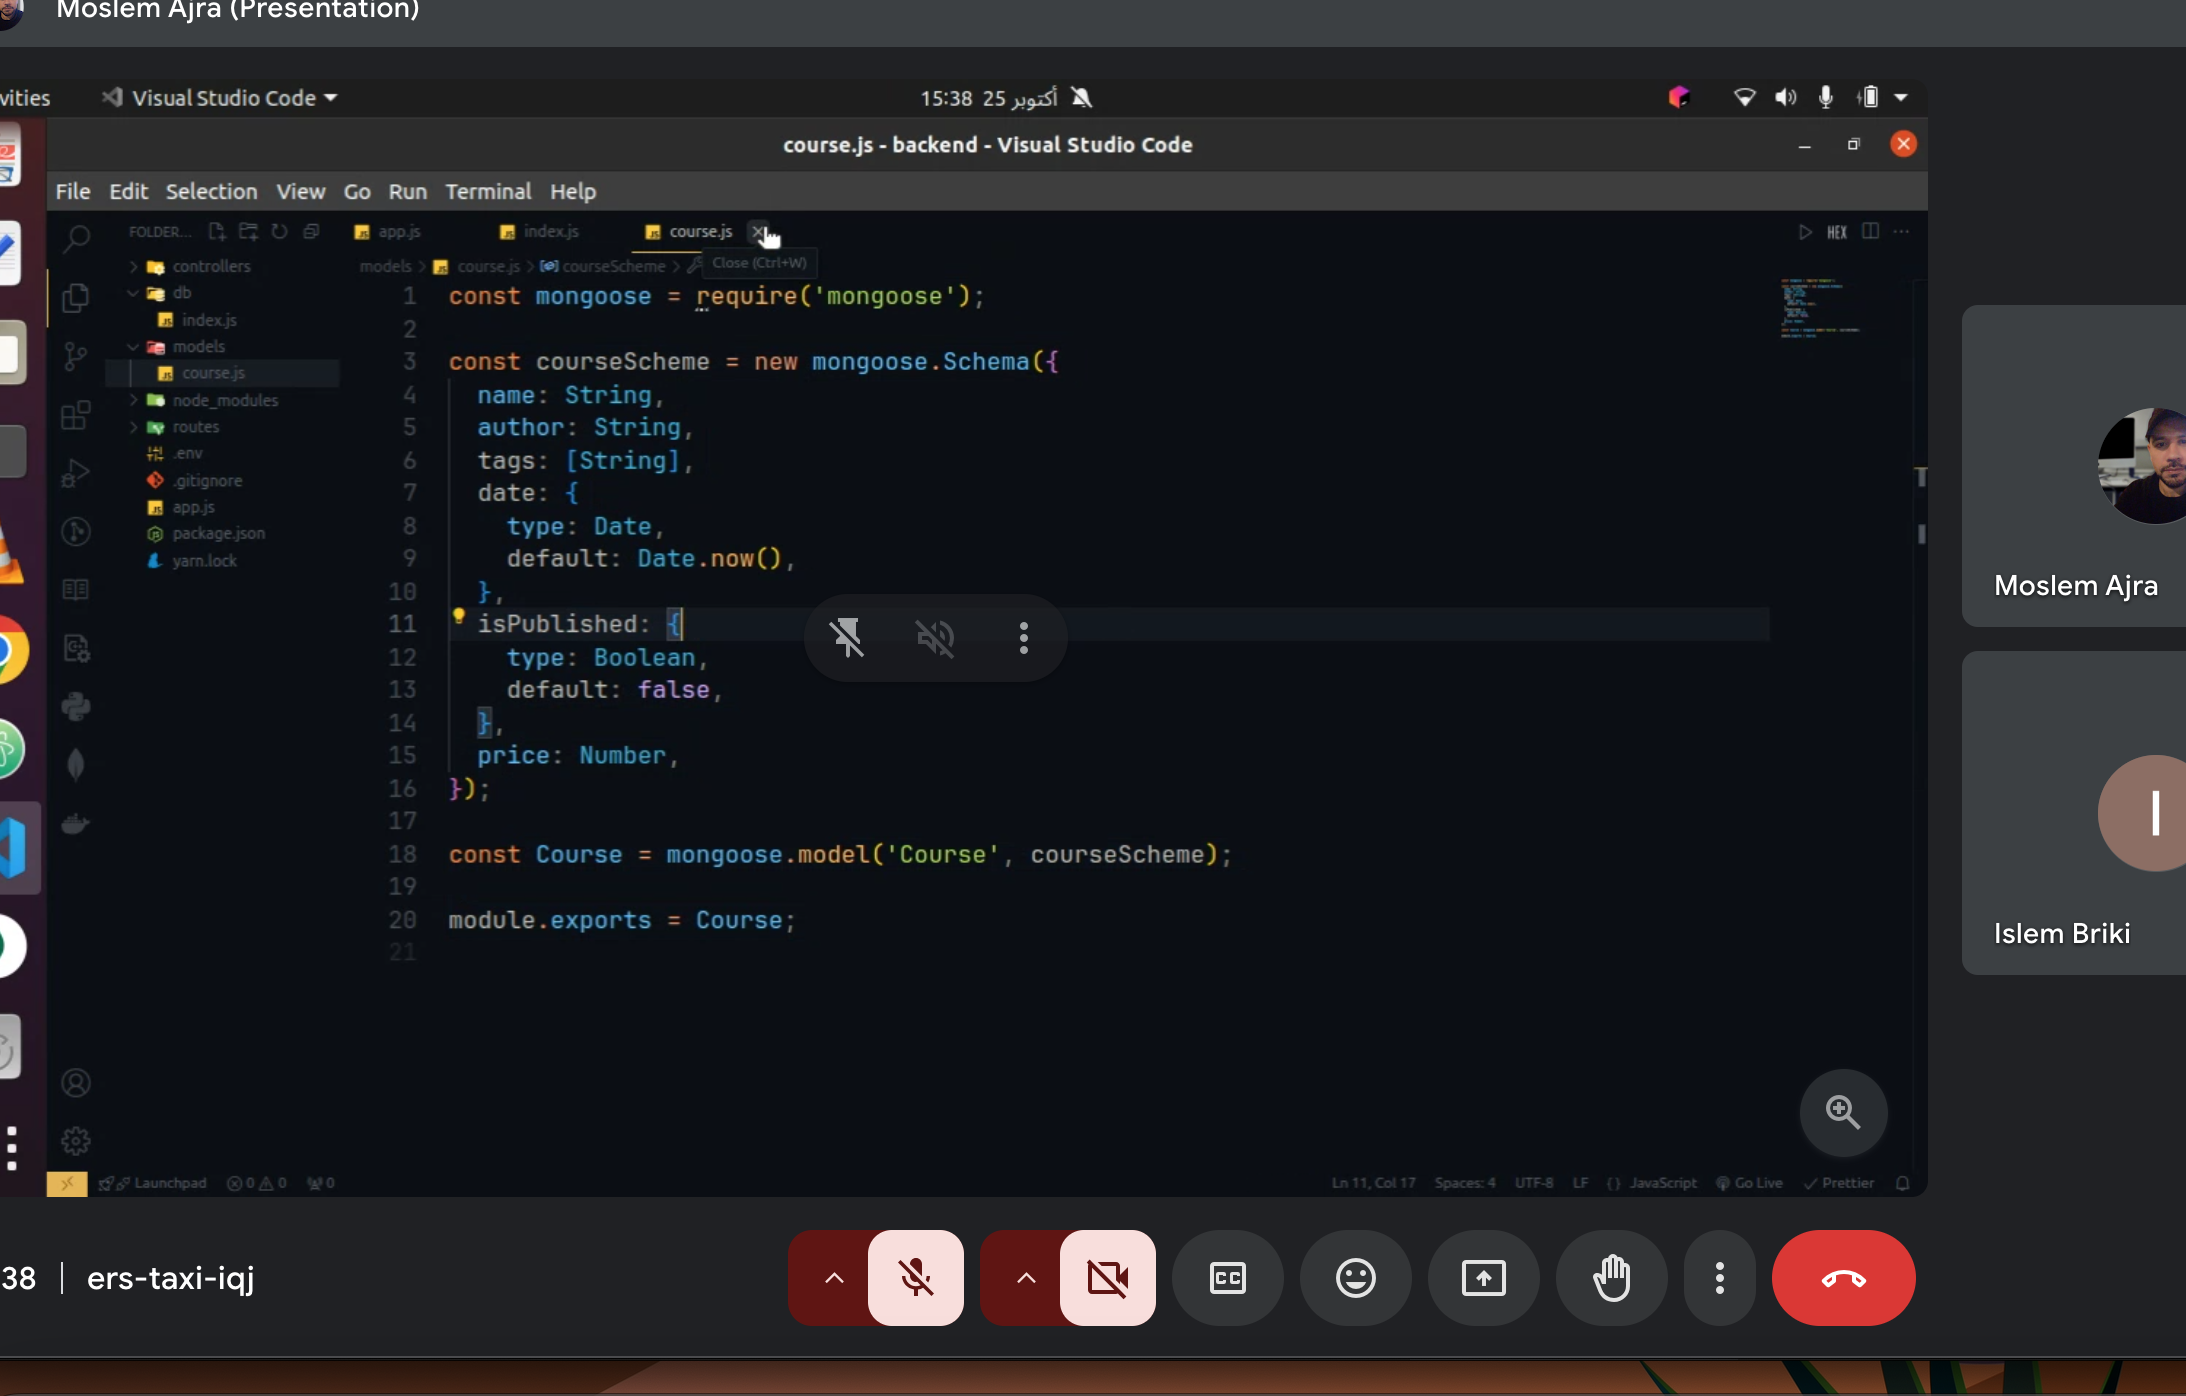 Moslem Ajra (Presentation)
vities
Visual Studio Code
15:38 25 أكتوبر
course.js - backend - Visual Studio Code
File Edit Selection View Go Run Terminal Help
FOLDER...
app.js
index.js
course.js
HEX
models > course.js > courseScheme >
Close (Ctrl+W)
controllers
db
index.js
models
course.js
node_modules
routes
.env
.gitignore
app.js
package.json
yarn.lock
1 const mongoose = require('mongoose');
2
3 const courseScheme = new mongoose.Schema({
4 name: String,
5 author: String,
6 tags: [String],
7 date: {
8 type: Date,
9 default: Date.now(),
10 },
11 isPublished: {
12 type: Boolean,
13 default: false,
14 },
15 price: Number,
16 });
17
18 const Course = mongoose.model('Course', courseScheme);
19
20 module.exports = Course;
21
Launchpad 0 0 0
Ln 11, Col 17 Spaces: 4 UTF-8 LF {} JavaScript Go Live Prettier
Moslem Ajra
I
Islem Briki
38 | ers-taxi-iqj
CC